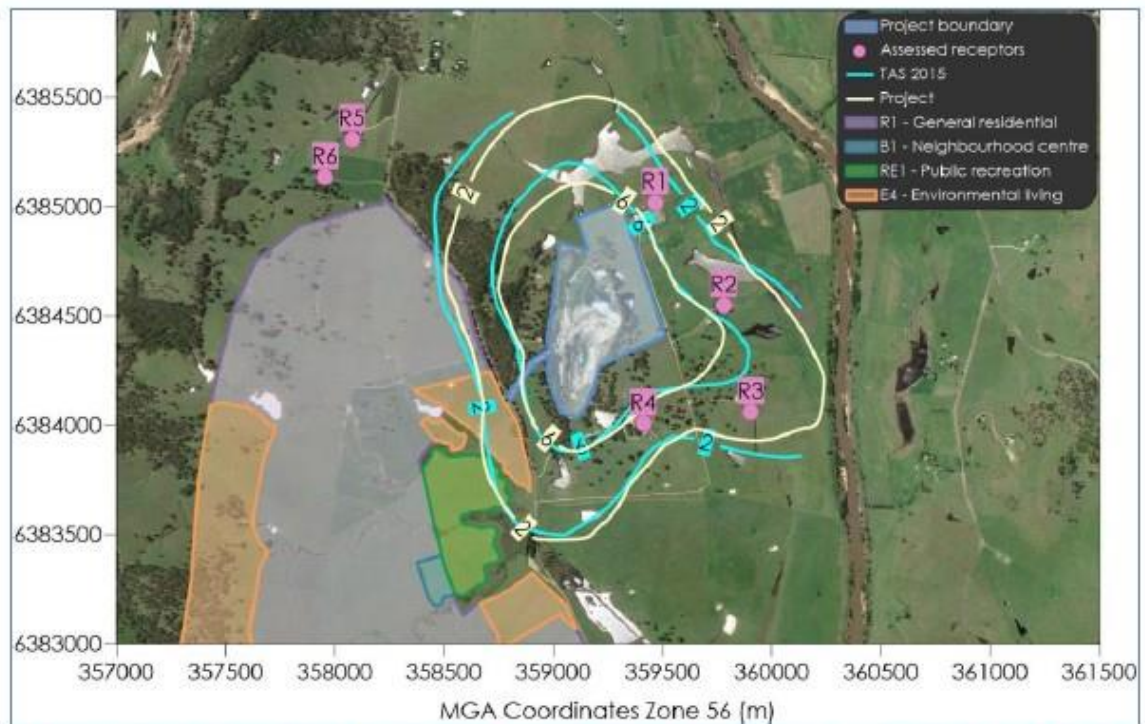 N
Project boundary
Assessed receptors
TAS 2015
Project
R1 - General residential
B1 - Neighbourhood centre
RE1 - Public recreation
E4 - Environmental living
6385500
6385000
6384500
6384000
6383500
6383000
R5
R6
R1
R2
R3
R4
2
6
2
2
6
2
6
2
2
357000 357500 358000 358500 359000 359500 360000 360500 361000 361500
MGA Coordinates Zone 56 (m)